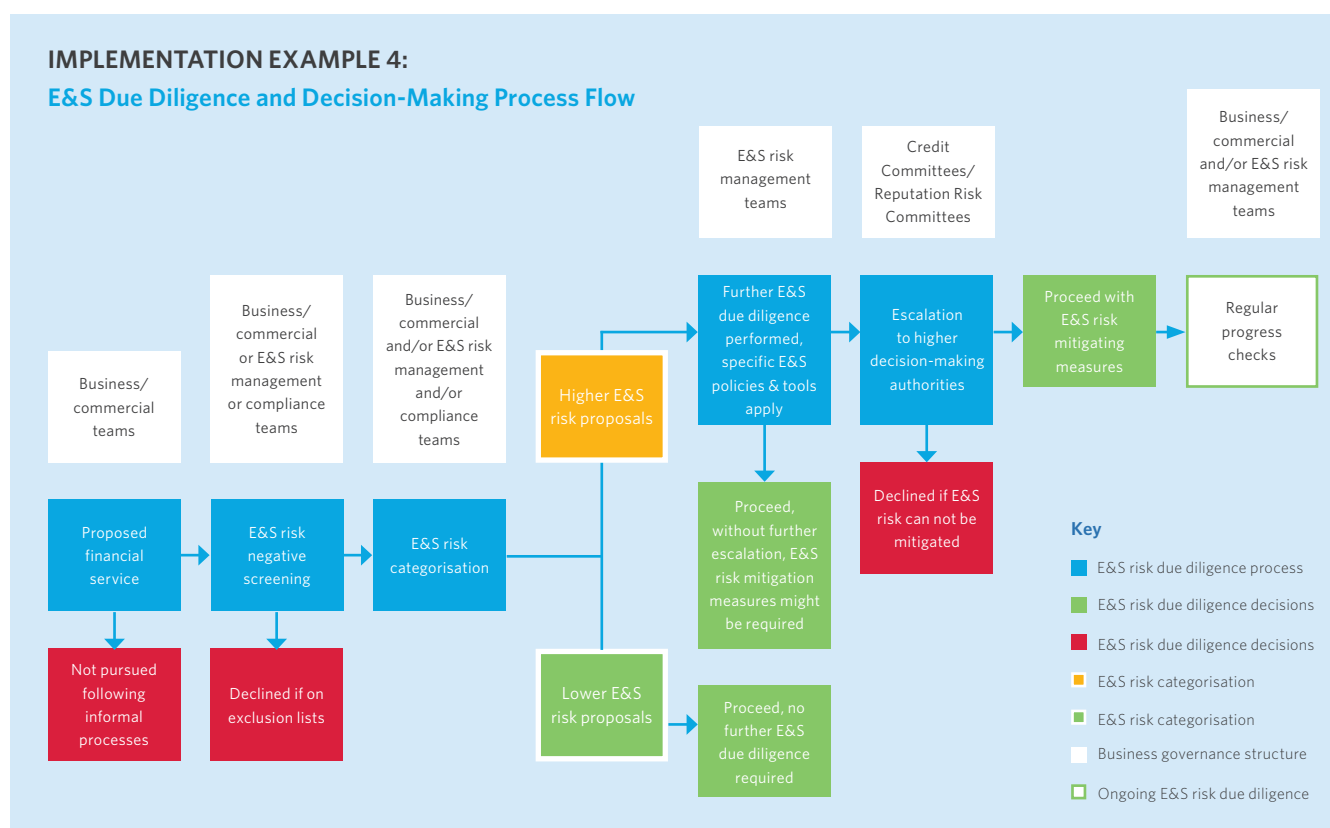 IMPLEMENTATION EXAMPLE 4:
E&S Due Diligence and Decision-Making Process Flow
Business/
commercial
teams
Business/
commercial
or E&S risk
management
or compliance
teams
Business/
commercial
and/or E&S risk
management
and/or
compliance
teams
E&S risk
management
teams
Credit
Committees/
Reputation Risk
Committees
Business/
commercial
and/or E&S risk
management
teams
Proposed
financial
service
E&S risk
negative
screening
E&S risk
categorisation
Higher E&S
risk proposals
Further E&S
due diligence
performed,
specific E&S
policies & tools
apply
Escalation
to higher
decision-making
authorities
Proceed with
E&S risk
mitigating
measures
Regular
progress
checks
Not pursued
following
informal
processes
Declined if on
exclusion lists
Lower E&S
risk proposals
Proceed,
without further
escalation, E&S
risk mitigation
measures might
be required
Declined if E&S
risk can not be
mitigated
Proceed, no
further E&S
due diligence
required
Key
E&S risk due diligence process
E&S risk due diligence decisions
E&S risk due diligence decisions
E&S risk categorisation
E&S risk categorisation
Business governance structure
Ongoing E&S risk due diligence